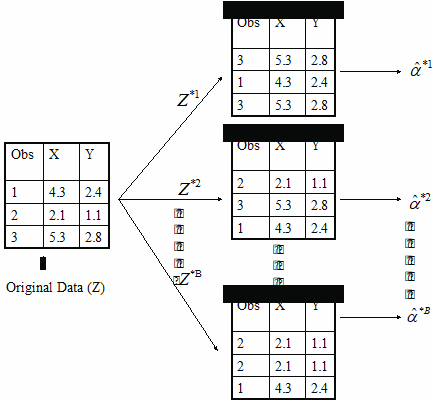 Obs X Y
3 5.3 2.8
1 4.3 2.4
3 5.3 2.8
Z*1
α̂*1
Obs X Y
1 4.3 2.4
2 2.1 1.1
3 5.3 2.8
Original Data (Z)
Z*2
Obs X Y
2 2.1 1.1
3 5.3 2.8
1 4.3 2.4
α̂*2
Z*B
Obs X Y
2 2.1 1.1
2 2.1 1.1
1 4.3 2.4
α̂*B